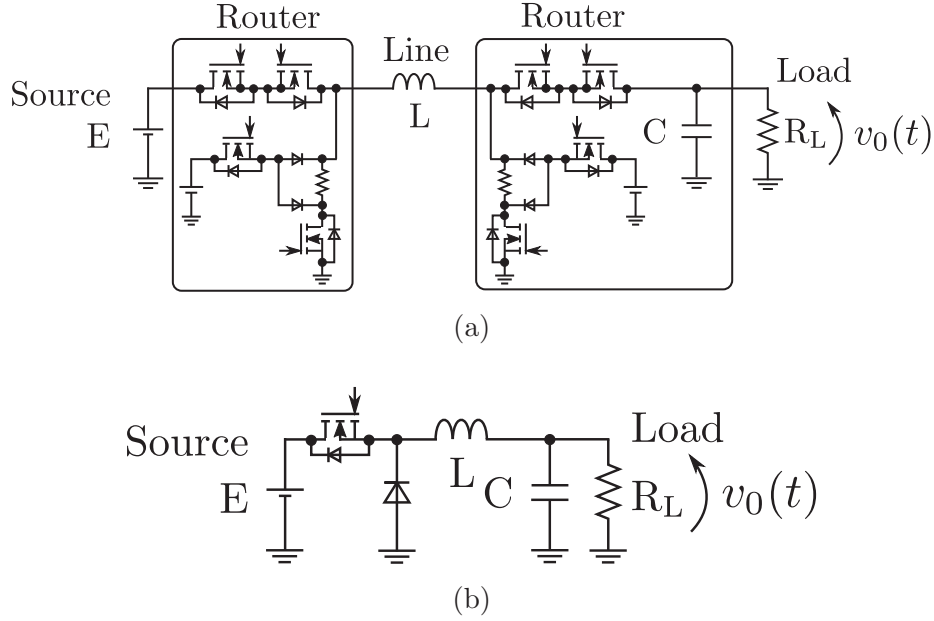 Router Router
Line
Source Load
E L C R_L v_0(t)
(a)
Source Load
E L C R_L v_0(t)
(b)